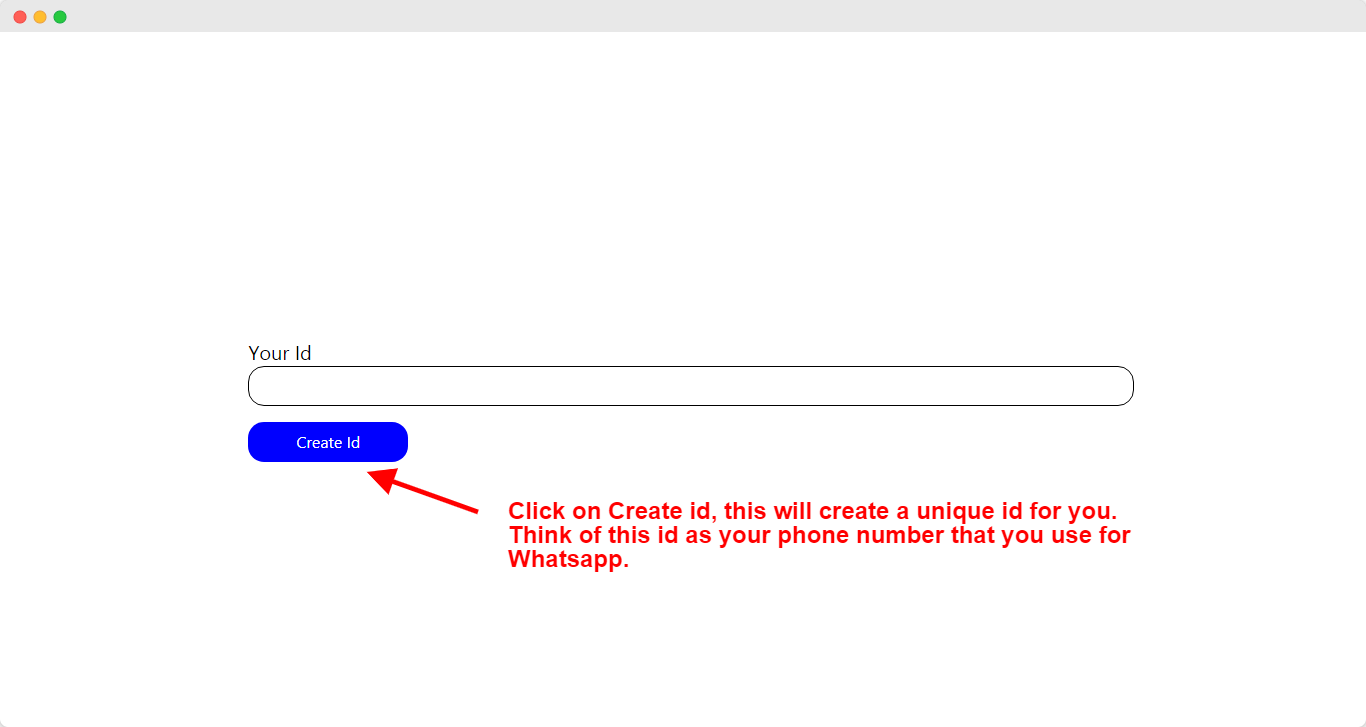 Your Id
Create Id
Click on Create id, this will create a unique id for you.
Think of this id as your phone number that you use for
Whatsapp.